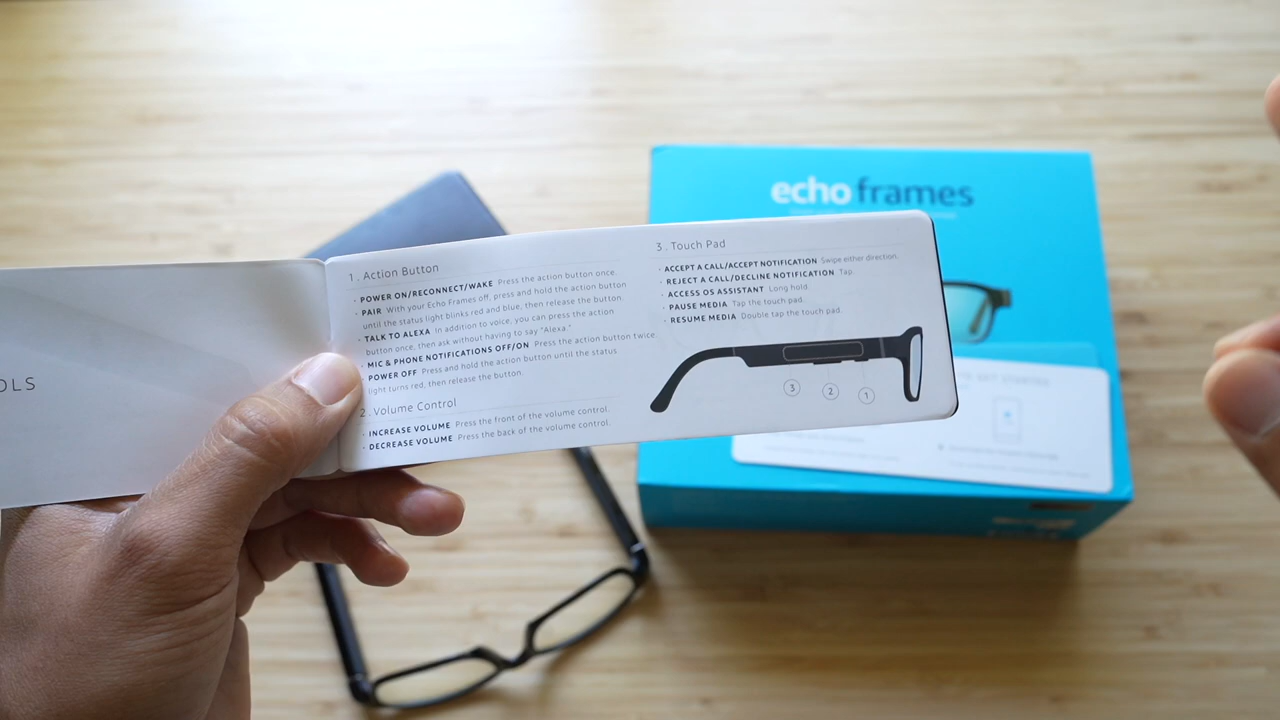 echo frames
OLS
1. Action Button
· POWER ON/RECONNECT/WAKE Press the action button once.
· PAIR With your Echo Frames off, press and hold the action button
until the status light blinks red and blue, then release the button.
· TALK TO ALEXA In addition to voice, you can press the action
button once, then ask without having to say "Alexa."
· MIC & PHONE NOTIFICATIONS OFF/ON Press the action button twice.
· POWER OFF Press and hold the action button until the status
light turns red, then release the button.
2. Volume Control
· INCREASE VOLUME Press the front of the volume control.
· DECREASE VOLUME Press the back of the volume control.
3. Touch Pad
· ACCEPT A CALL/ACCEPT NOTIFICATION Swipe either direction.
· REJECT A CALL/DECLINE NOTIFICATION Tap.
· ACCESS OS ASSISTANT Long hold.
· PAUSE MEDIA Tap the touch pad.
· RESUME MEDIA Double tap the touch pad.
3 2 1